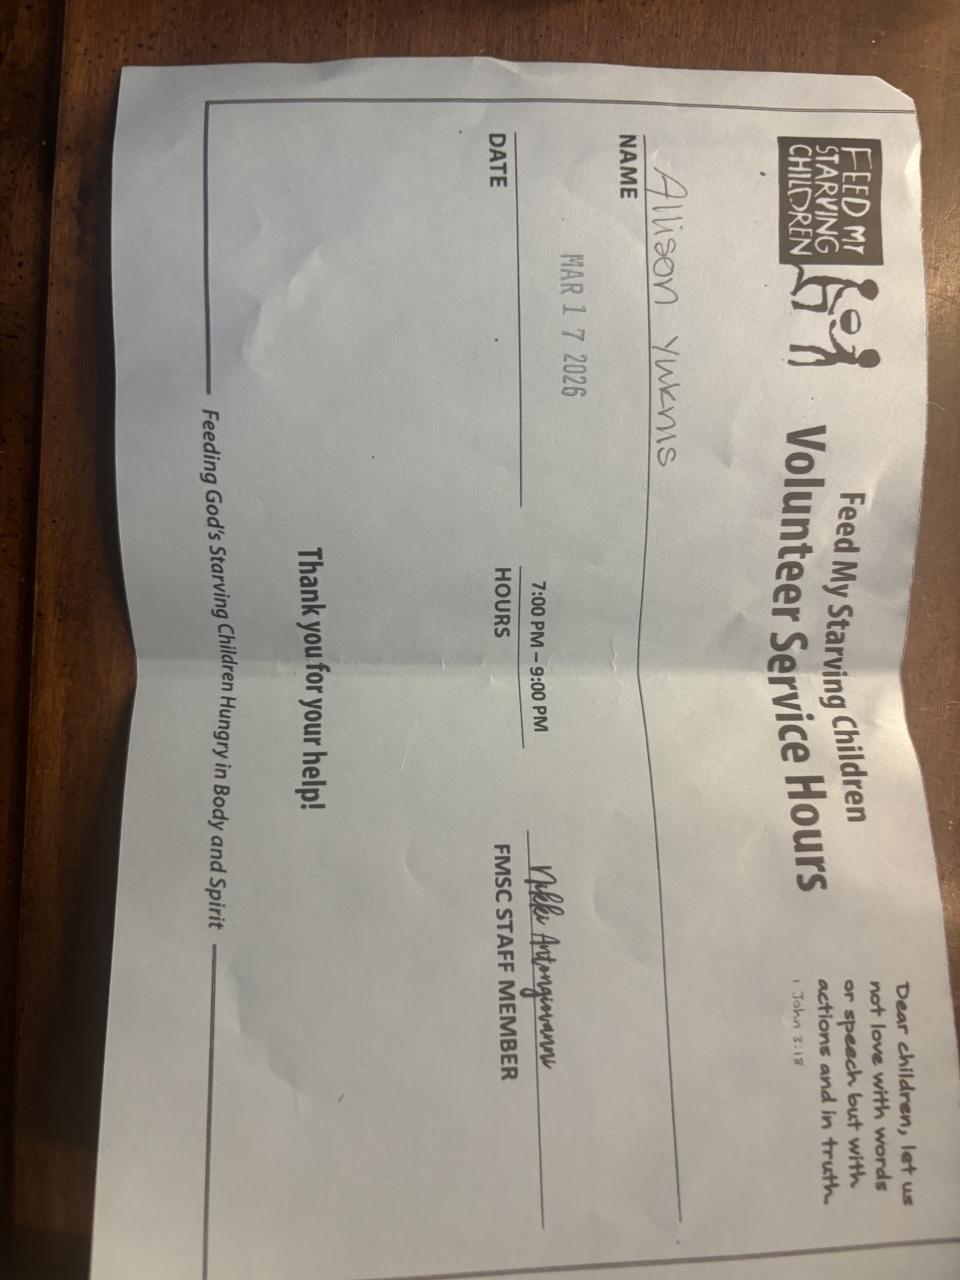 FEED MY
STARVING
CHILDREN
Feed My Starving Children
Volunteer Service Hours
Dear children, let us
not love with words
or speech but with
actions and in truth.
1 John 3:18
Allison
NAME
MAR 17 2026
7:00 PM – 9:00 PM
Nikki Antongiovanni
DATE
HOURS
FMSC STAFF MEMBER
Thank you for your help!
Feeding God's Starving Children Hungry in Body and Spirit